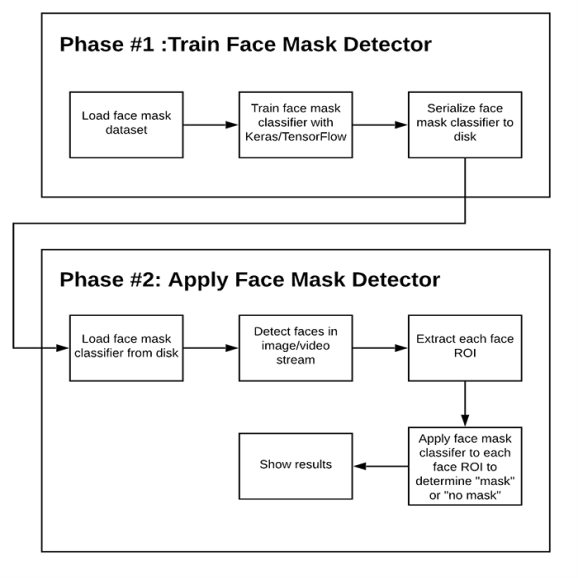 Phase #1 :Train Face Mask Detector
Load face mask
dataset
Train face mask
classifier with
Keras/TensorFlow
Serialize face
mask classifier to
disk
Phase #2: Apply Face Mask Detector
Load face mask
classifier from disk
Detect faces in
image/video
stream
Extract each face
ROI
Apply face mask
classifer to each
face ROI to
determine "mask"
or "no mask"
Show results